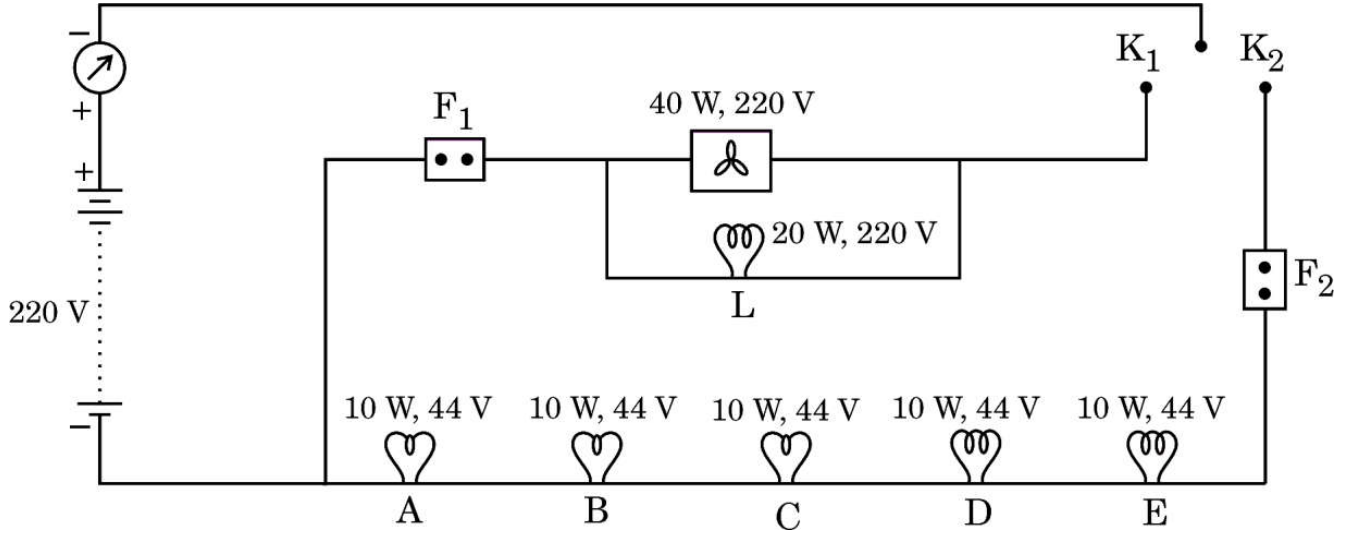 −
K₁
K₂
+
F₁
40 W, 220 V
+
20 W, 220 V
F₂
220 V
L
−
10 W, 44 V
10 W, 44 V
10 W, 44 V
10 W, 44 V
10 W, 44 V
A
B
C
D
E